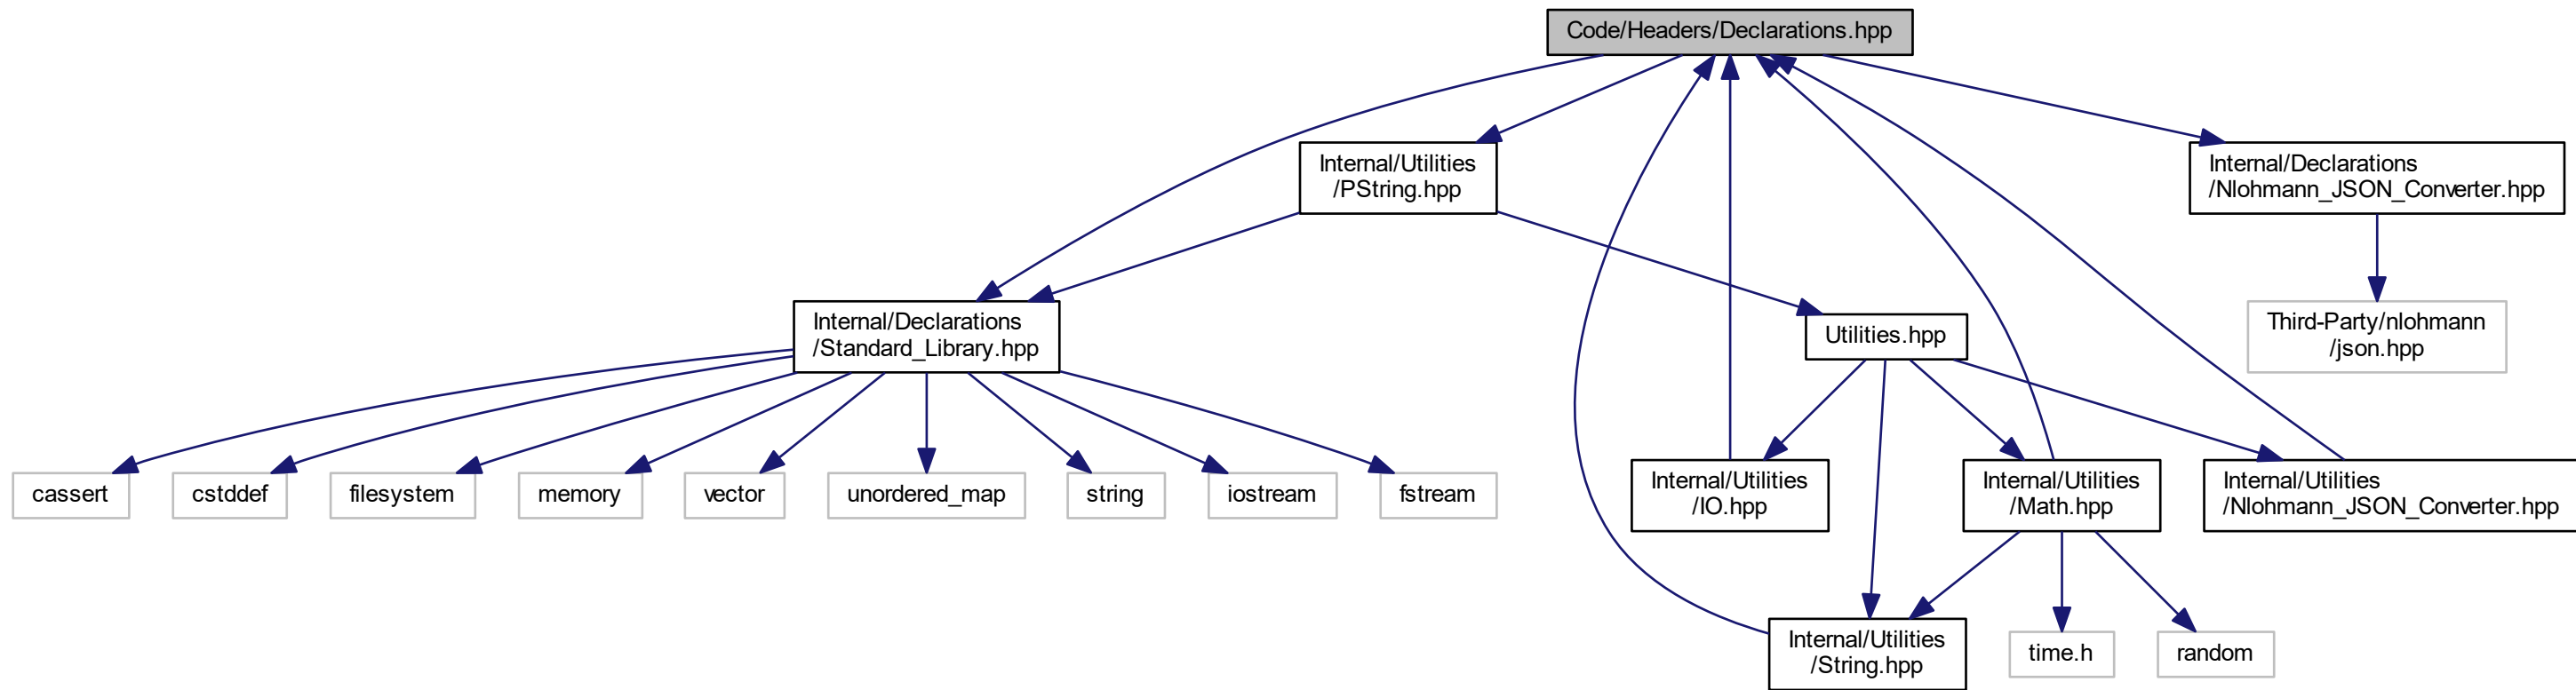 Code/Headers/Declarations.hpp
Internal/Utilities
/PString.hpp
Internal/Declarations
/Nlohmann_JSON_Converter.hpp
Internal/Declarations
/Standard_Library.hpp
Utilities.hpp
Third-Party/nlohmann
/json.hpp
cassert
cstddef
filesystem
memory
vector
unordered_map
string
iostream
fstream
Internal/Utilities
/IO.hpp
Internal/Utilities
/Math.hpp
Internal/Utilities
/Nlohmann_JSON_Converter.hpp
Internal/Utilities
/String.hpp
time.h
random